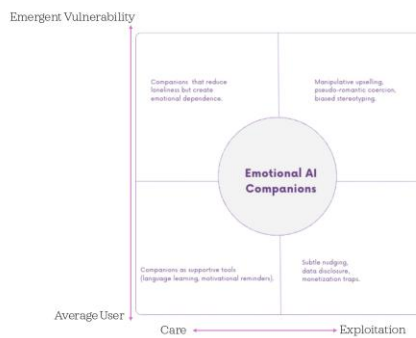 Emergent Vulnerability
Companions that reduce
loneliness but create
emotional dependence.
Manipulative upselling,
pseudo-romantic coercion,
biased stereotyping.
Emotional AI
Companions
Companions as supportive tools
(language learning, motivational reminders).
Subtle nudging,
data disclosure,
monetization traps.
Average User
Care
Exploitation